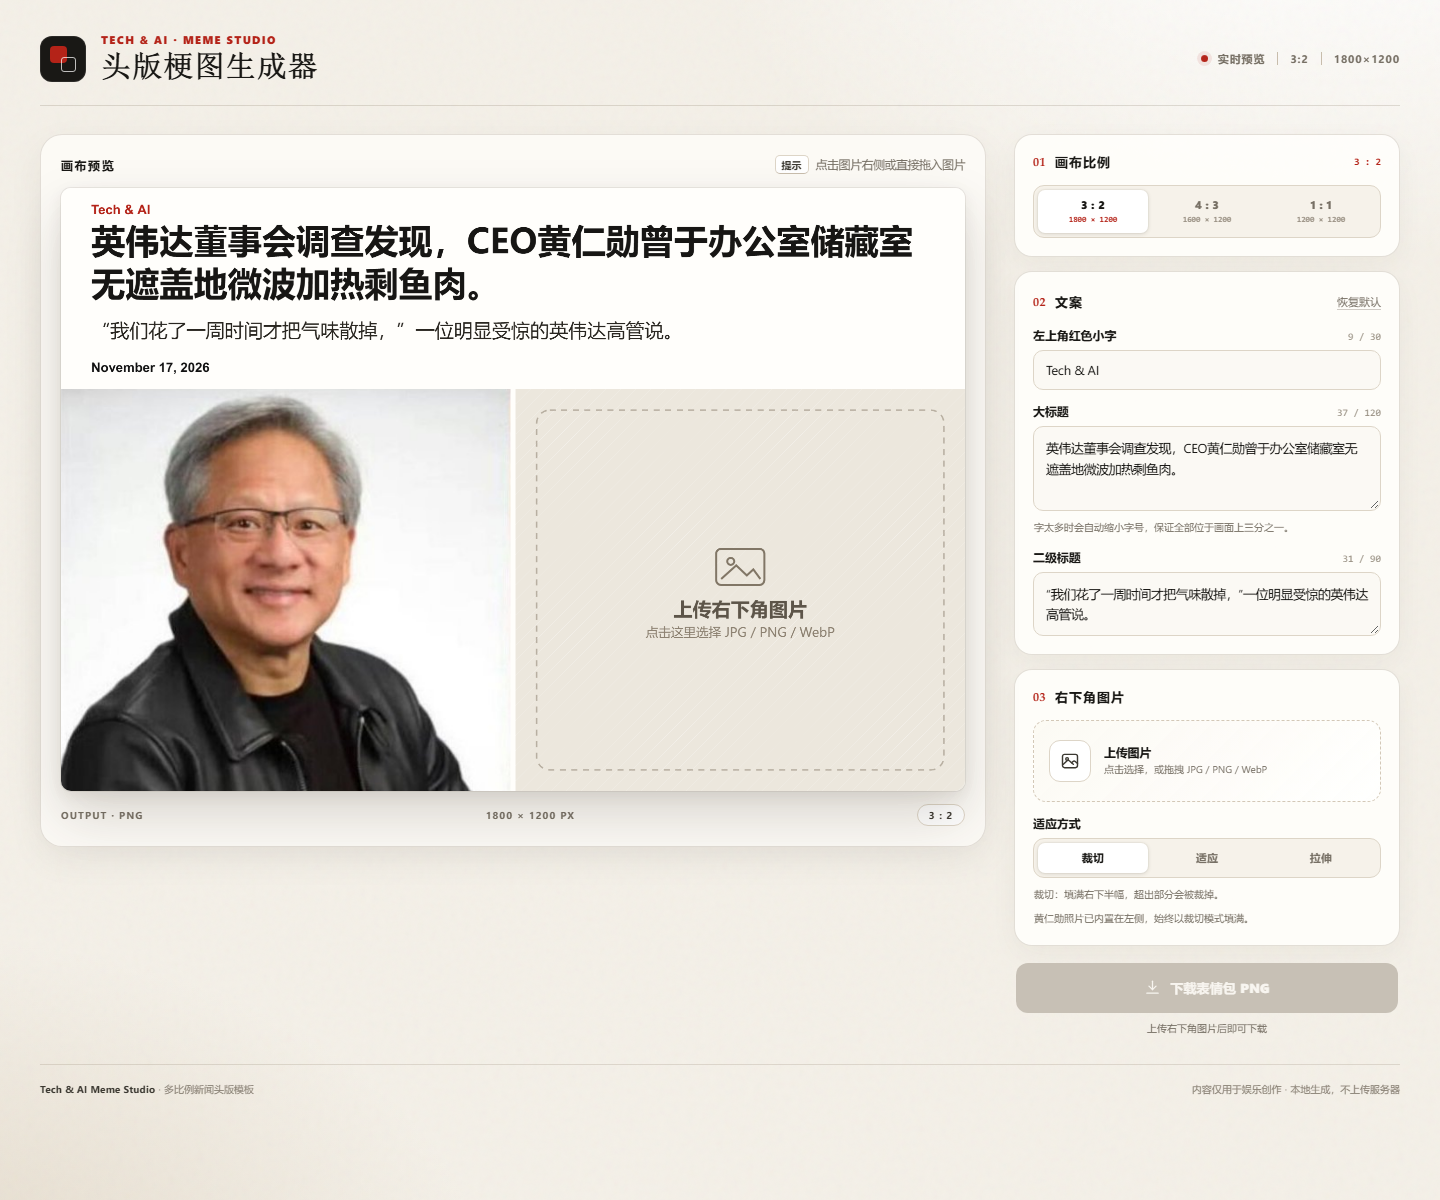 TECH & AI · MEME STUDIO
头版梗图生成器
实时预览
3:2
1800×1200
画布预览
提示
点击图片右侧或直接拖入图片
Tech & AI
英伟达董事会调查发现，CEO黄仁勋曾于办公室储藏室
无遮盖地微波加热剩鱼肉。
“我们花了一周时间才把气味散掉，”一位明显受惊的英伟达高管说。
November 17, 2026
上传右下角图片
点击这里选择 JPG / PNG / WebP
OUTPUT · PNG
1800 × 1200 PX
3 : 2
01 画布比例
3 : 2
3 : 2
1800 × 1200
4 : 3
1600 × 1200
1 : 1
1200 × 1200
02 文案
恢复默认
左上角红色小字
9 / 30
Tech & AI
大标题
37 / 120
英伟达董事会调查发现，CEO黄仁勋曾于办公室储藏室无
遮盖地微波加热剩鱼肉。
字太多时会自动缩小字号，保证全部位于画面上三分之一。
二级标题
31 / 90
“我们花了一周时间才把气味散掉，”一位明显受惊的英伟达
高管说。
03 右下角图片
上传图片
点击选择，或拖拽 JPG / PNG / WebP
适应方式
裁切
适应
拉伸
裁切：填满右下半幅，超出部分会被裁掉。
黄仁勋照片已内置在左侧，始终以裁切模式填满。
下载表情包 PNG
上传右下角图片后即可下载
Tech & AI Meme Studio · 多比例新闻头版模板
内容仅用于娱乐创作 · 本地生成，不上传服务器